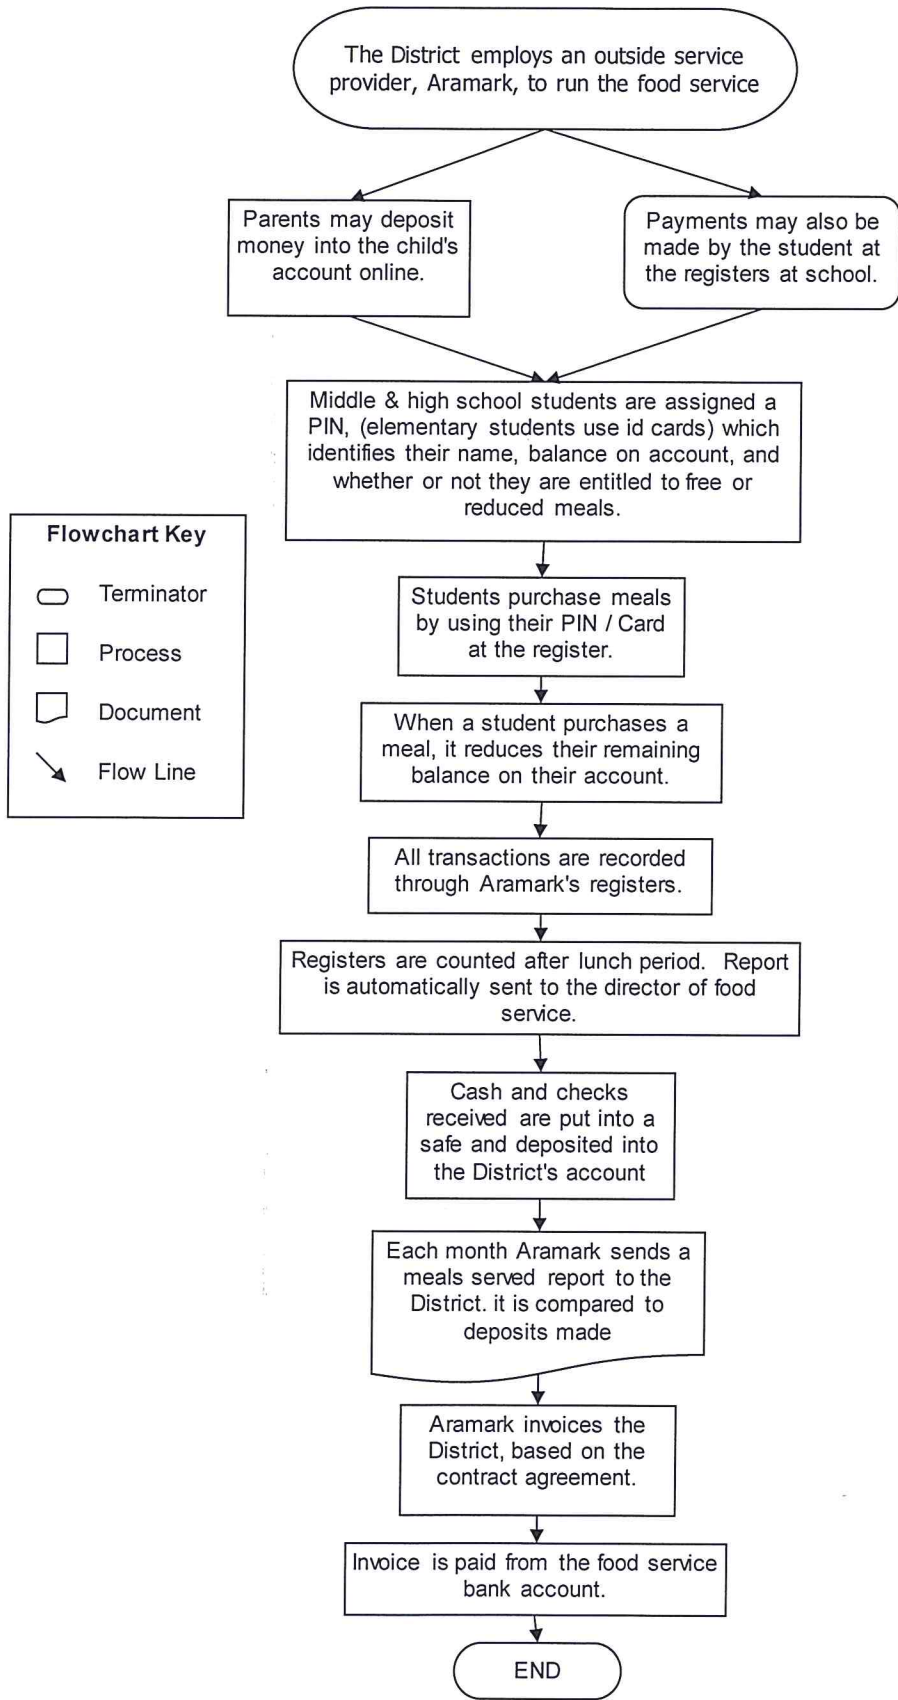 The District employs an outside service
provider, Aramark, to run the food service
Parents may deposit
money into the child's
account online.
Payments may also be
made by the student at
the registers at school.
Middle & high school students are assigned a
PIN, (elementary students use id cards) which
identifies their name, balance on account, and
whether or not they are entitled to free or
reduced meals.
Flowchart Key
Terminator
Process
Document
Flow Line
Students purchase meals
by using their PIN / Card
at the register.
When a student purchases a
meal, it reduces their remaining
balance on their account.
All transactions are recorded
through Aramark's registers.
Registers are counted after lunch period. Report
is automatically sent to the director of food
service.
Cash and checks
received are put into a
safe and deposited into
the District's account
Each month Aramark sends a
meals served report to the
District. it is compared to
deposits made
Aramark invoices the
District, based on the
contract agreement.
Invoice is paid from the food service
bank account.
END